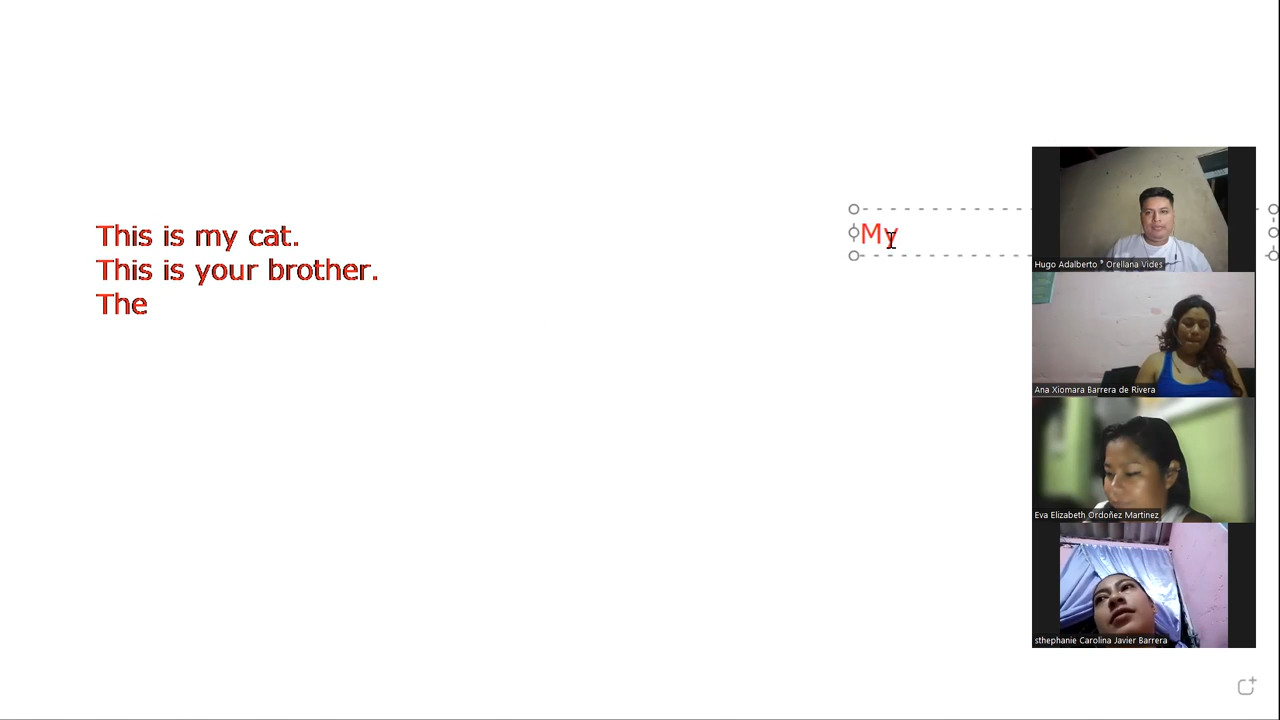 This is my cat.
This is your brother.
The
My
Hugo Adalberto * Orellana Vides
Ana Xiomara Barrera de Rivera
Eva Elizabeth Ordoñez Martinez
sthephanie Carolina Javier Barrera